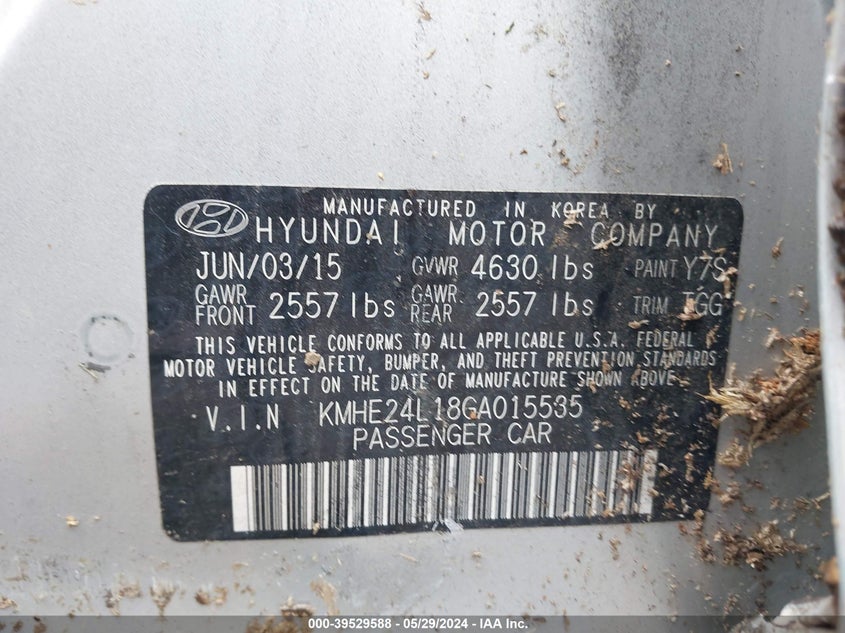 MANUFACTURED IN KOREA BY
HYUNDAI MOTOR COMPANY
JUN/03/15 GVWR 4630 lbs PAINT Y7S
GAWR FRONT 2557 lbs GAWR REAR 2557 lbs TRIM TGG
THIS VEHICLE CONFORMS TO ALL APPLICABLE U.S.A. FEDERAL
MOTOR VEHICLE SAFETY, BUMPER, AND THEFT PREVENTION STANDARDS
IN EFFECT ON THE DATE OF MANUFACTURE SHOWN ABOVE.
V.I.N KMHE24L18GA015535
PASSENGER CAR
000-39529588 - 05/29/2024 - IAAI.com